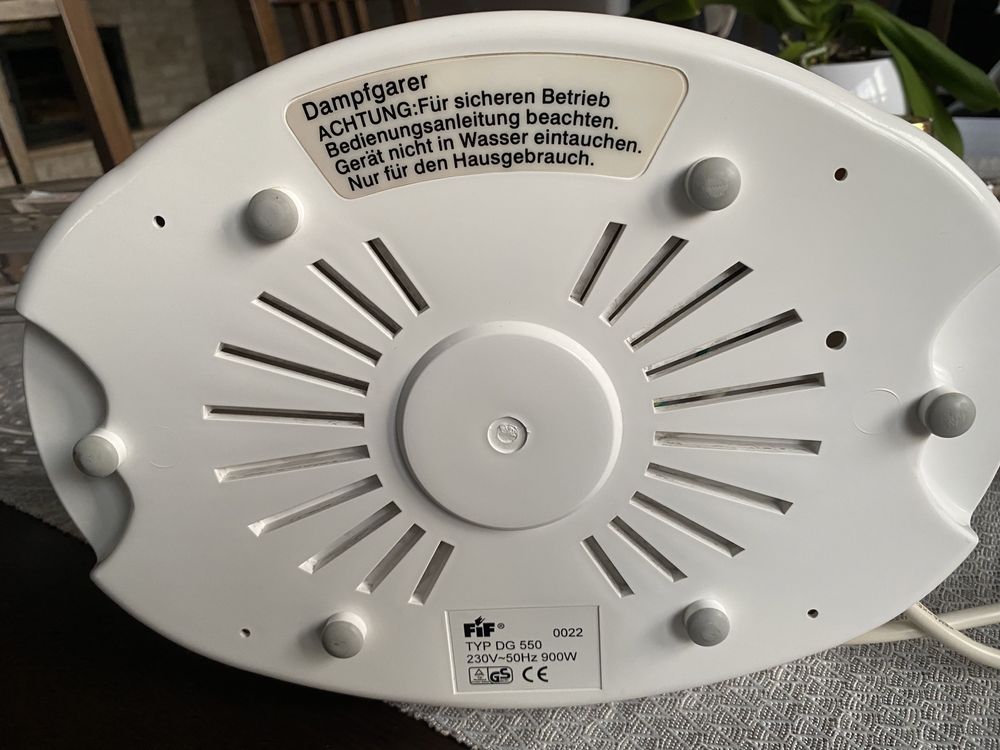 Dampfgarer
ACHTUNG:Für sicheren Betrieb
Bedienungsanleitung beachten.
Gerät nicht in Wasser eintauchen.
Nur für den Hausgebrauch.
FiF® 0022
TYP DG 550
230V~50Hz 900W
GS CE